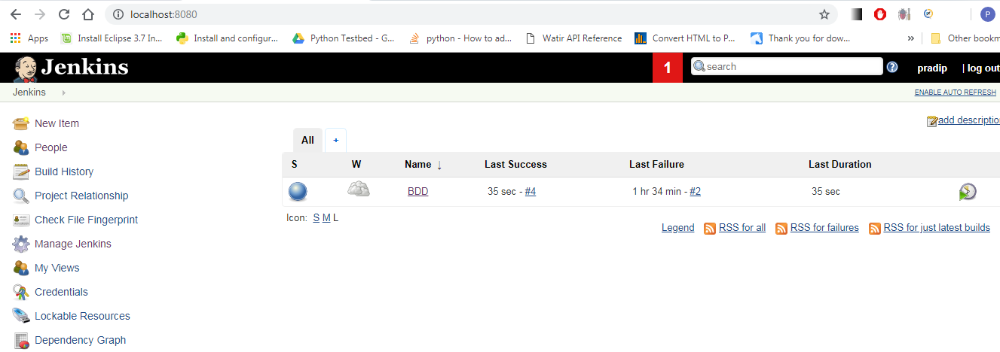 localhost:8080
P
Apps Install Eclipse 3.7 In... Install and configur... Python Testbed - G... python - How to ad... Watir API Reference Convert HTML to P... Thank you for dow... » Other bookm
Jenkins 1 search ? pradip | log out
Jenkins ENABLE AUTO REFRESH
New Item
People
Build History
Project Relationship
Check File Fingerprint
Manage Jenkins
My Views
Credentials
Lockable Resources
Dependency Graph
add descriptio
All +
S W Name ↓ Last Success Last Failure Last Duration
BDD 35 sec - #4 1 hr 34 min - #2 35 sec
Icon: S M L
Legend RSS for all RSS for failures RSS for just latest builds